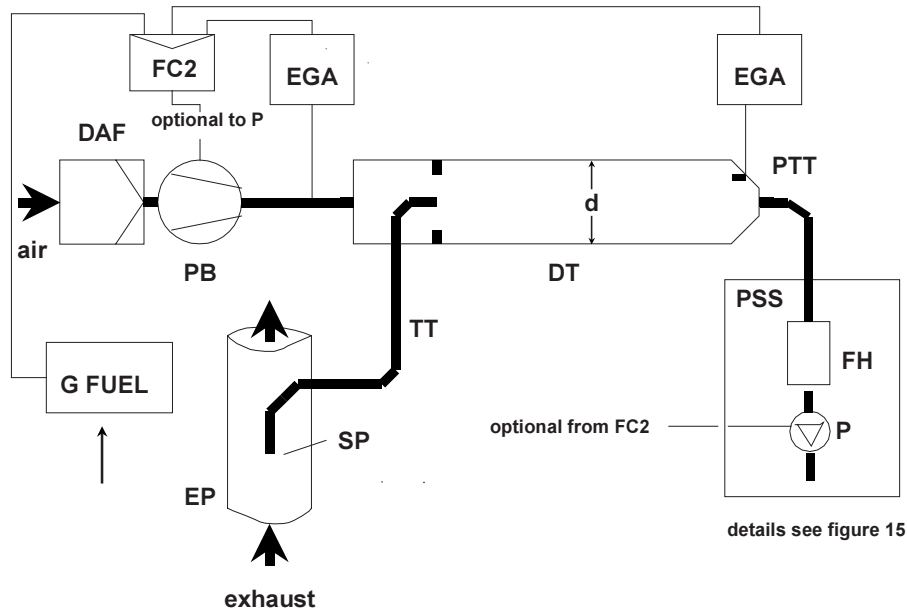 FC2
EGA
EGA
optional to P
DAF
PTT
d
air
PB
DT
PSS
TT
FH
G FUEL
optional from FC2
P
SP
EP
details see figure 15
exhaust